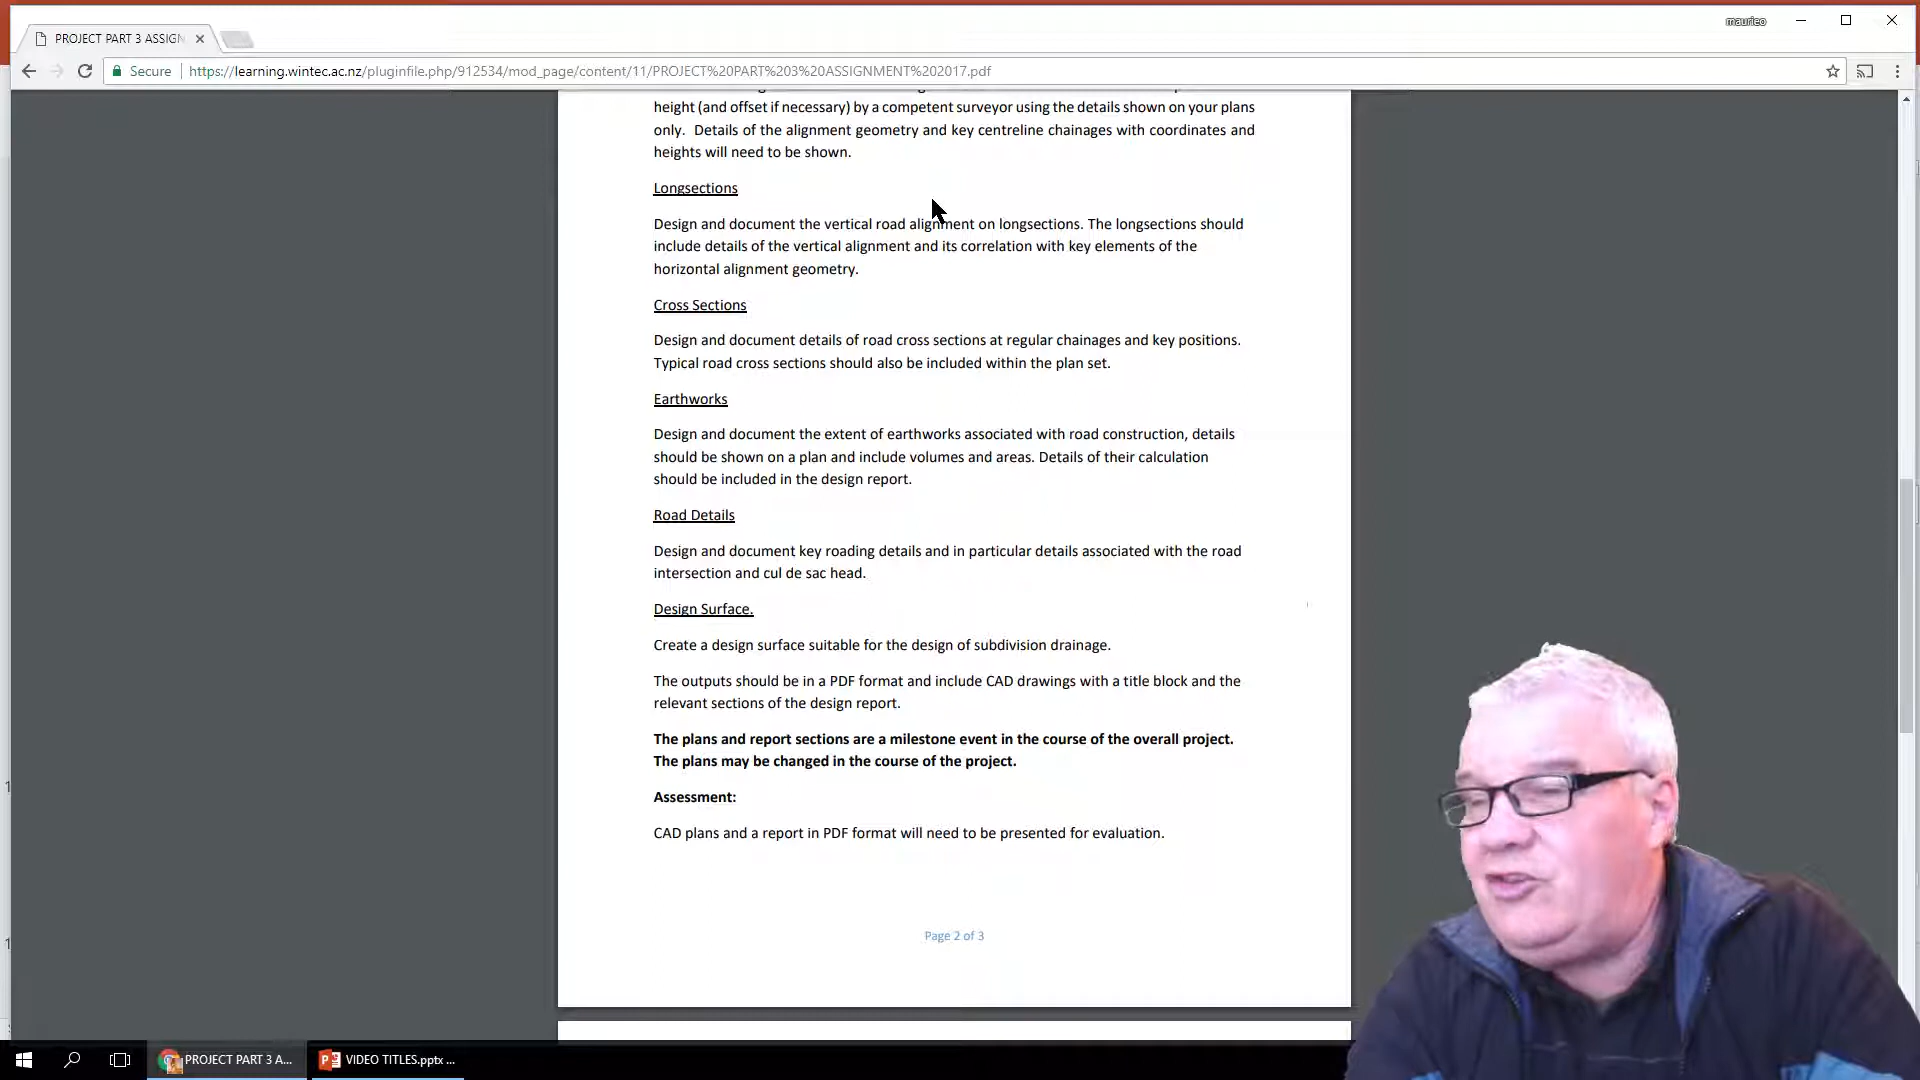 maurieo
PROJECT PART 3 ASSIGN
Secure
https://learning.wintec.ac.nz/pluginfile.php/912534/mod_page/content/11/PROJECT%20PART%203%20ASSIGNMENT%202017.pdf
height (and offset if necessary) by a competent surveyor using the details shown on your plans
only. Details of the alignment geometry and key centreline chainages with coordinates and
heights will need to be shown.
Longsections
Design and document the vertical road alignment on longsections. The longsections should
include details of the vertical alignment and its correlation with key elements of the
horizontal alignment geometry.
Cross Sections
Design and document details of road cross sections at regular chainages and key positions.
Typical road cross sections should also be included within the plan set.
Earthworks
Design and document the extent of earthworks associated with road construction, details
should be shown on a plan and include volumes and areas. Details of their calculation
should be included in the design report.
Road Details
Design and document key roading details and in particular details associated with the road
intersection and cul de sac head.
Design Surface.
Create a design surface suitable for the design of subdivision drainage.
The outputs should be in a PDF format and include CAD drawings with a title block and the
relevant sections of the design report.
The plans and report sections are a milestone event in the course of the overall project.
The plans may be changed in the course of the project.
Assessment:
CAD plans and a report in PDF format will need to be presented for evaluation.
Page 2 of 3
PROJECT PART 3 A...
VIDEO TITLES.pptx ...